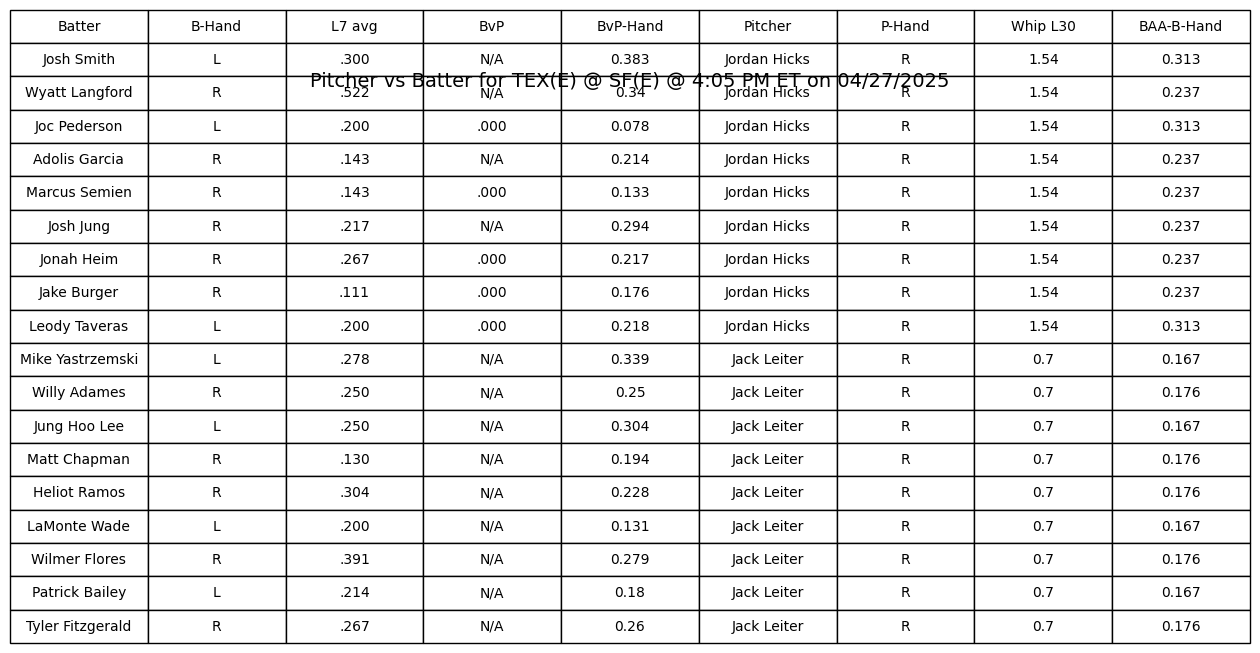 Batter B-Hand L7 avg BvP BvP-Hand Pitcher P-Hand Whip L30 BAA-B-Hand
Josh Smith L .300 N/A 0.383 Jordan Hicks R 1.54 0.313
Pitcher vs Batter for TEX(E) @ SF(E) @ 4:05 PM ET on 04/27/2025
Wyatt Langford R .522 N/A 0.34 Jordan Hicks R 1.54 0.237
Joc Pederson L .200 .000 0.078 Jordan Hicks R 1.54 0.313
Adolis Garcia R .143 N/A 0.214 Jordan Hicks R 1.54 0.237
Marcus Semien R .143 .000 0.133 Jordan Hicks R 1.54 0.237
Josh Jung R .217 N/A 0.294 Jordan Hicks R 1.54 0.237
Jonah Heim R .267 .000 0.217 Jordan Hicks R 1.54 0.237
Jake Burger R .111 .000 0.176 Jordan Hicks R 1.54 0.237
Leody Taveras L .200 .000 0.218 Jordan Hicks R 1.54 0.313
Mike Yastrzemski L .278 N/A 0.339 Jack Leiter R 0.7 0.167
Willy Adames R .250 N/A 0.25 Jack Leiter R 0.7 0.176
Jung Hoo Lee L .250 N/A 0.304 Jack Leiter R 0.7 0.167
Matt Chapman R .130 N/A 0.194 Jack Leiter R 0.7 0.176
Heliot Ramos R .304 N/A 0.228 Jack Leiter R 0.7 0.176
LaMonte Wade L .200 N/A 0.131 Jack Leiter R 0.7 0.167
Wilmer Flores R .391 N/A 0.279 Jack Leiter R 0.7 0.176
Patrick Bailey L .214 N/A 0.18 Jack Leiter R 0.7 0.167
Tyler Fitzgerald R .267 N/A 0.26 Jack Leiter R 0.7 0.176